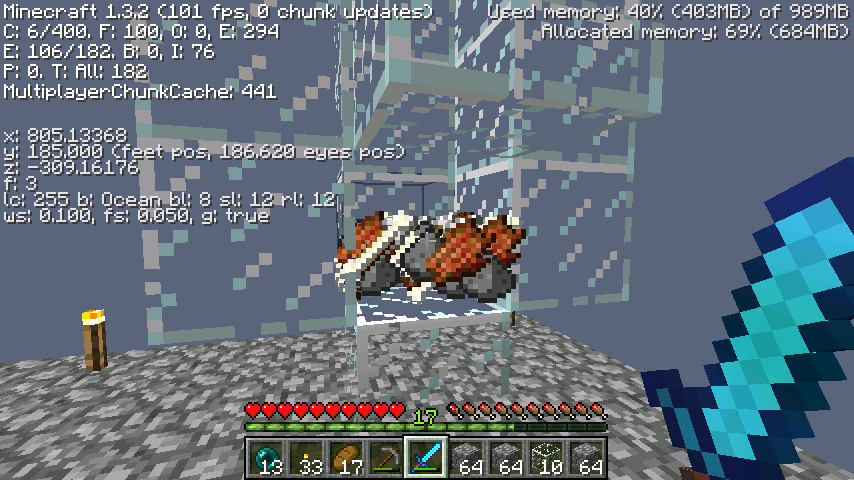 Minecraft 1.3.2 (101 fps, 0 chunk updates)
Used memory: 40% (403MB) of 989MB
C: 6/400, F: 100, O: 0, E: 294
Allocated memory: 69% (684MB)
E: 106/182, B: 0, I: 76
P: 0, T: All: 182
MultiplayerChunkCache: 441
x: 805.13368
y: 185.000 (feet pos, 186.620 eyes pos)
z: -309.16176
f: 3
lc: 255 b: Ocean bl: 8 sl: 12 rl: 12
ws: 0.100, fs: 0.050, g: true
17
13 33 17 64 64 10 64